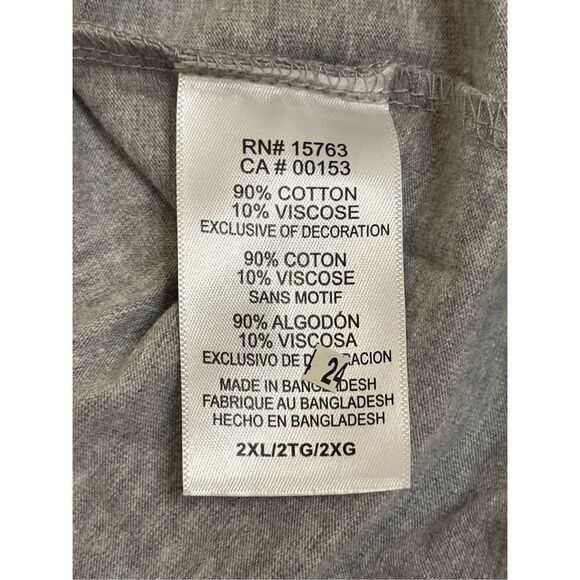 RN# 15763
CA # 00153
90% COTTON
10% VISCOSE
EXCLUSIVE OF DECORATION
90% COTON
10% VISCOSE
SANS MOTIF
90% ALGODÓN
10% VISCOSA
EXCLUSIVO DE
24
MADE IN
FABRIQUE AU BANGLADESH
HECHO EN BANGLADESH
2XL/2TG/2XG